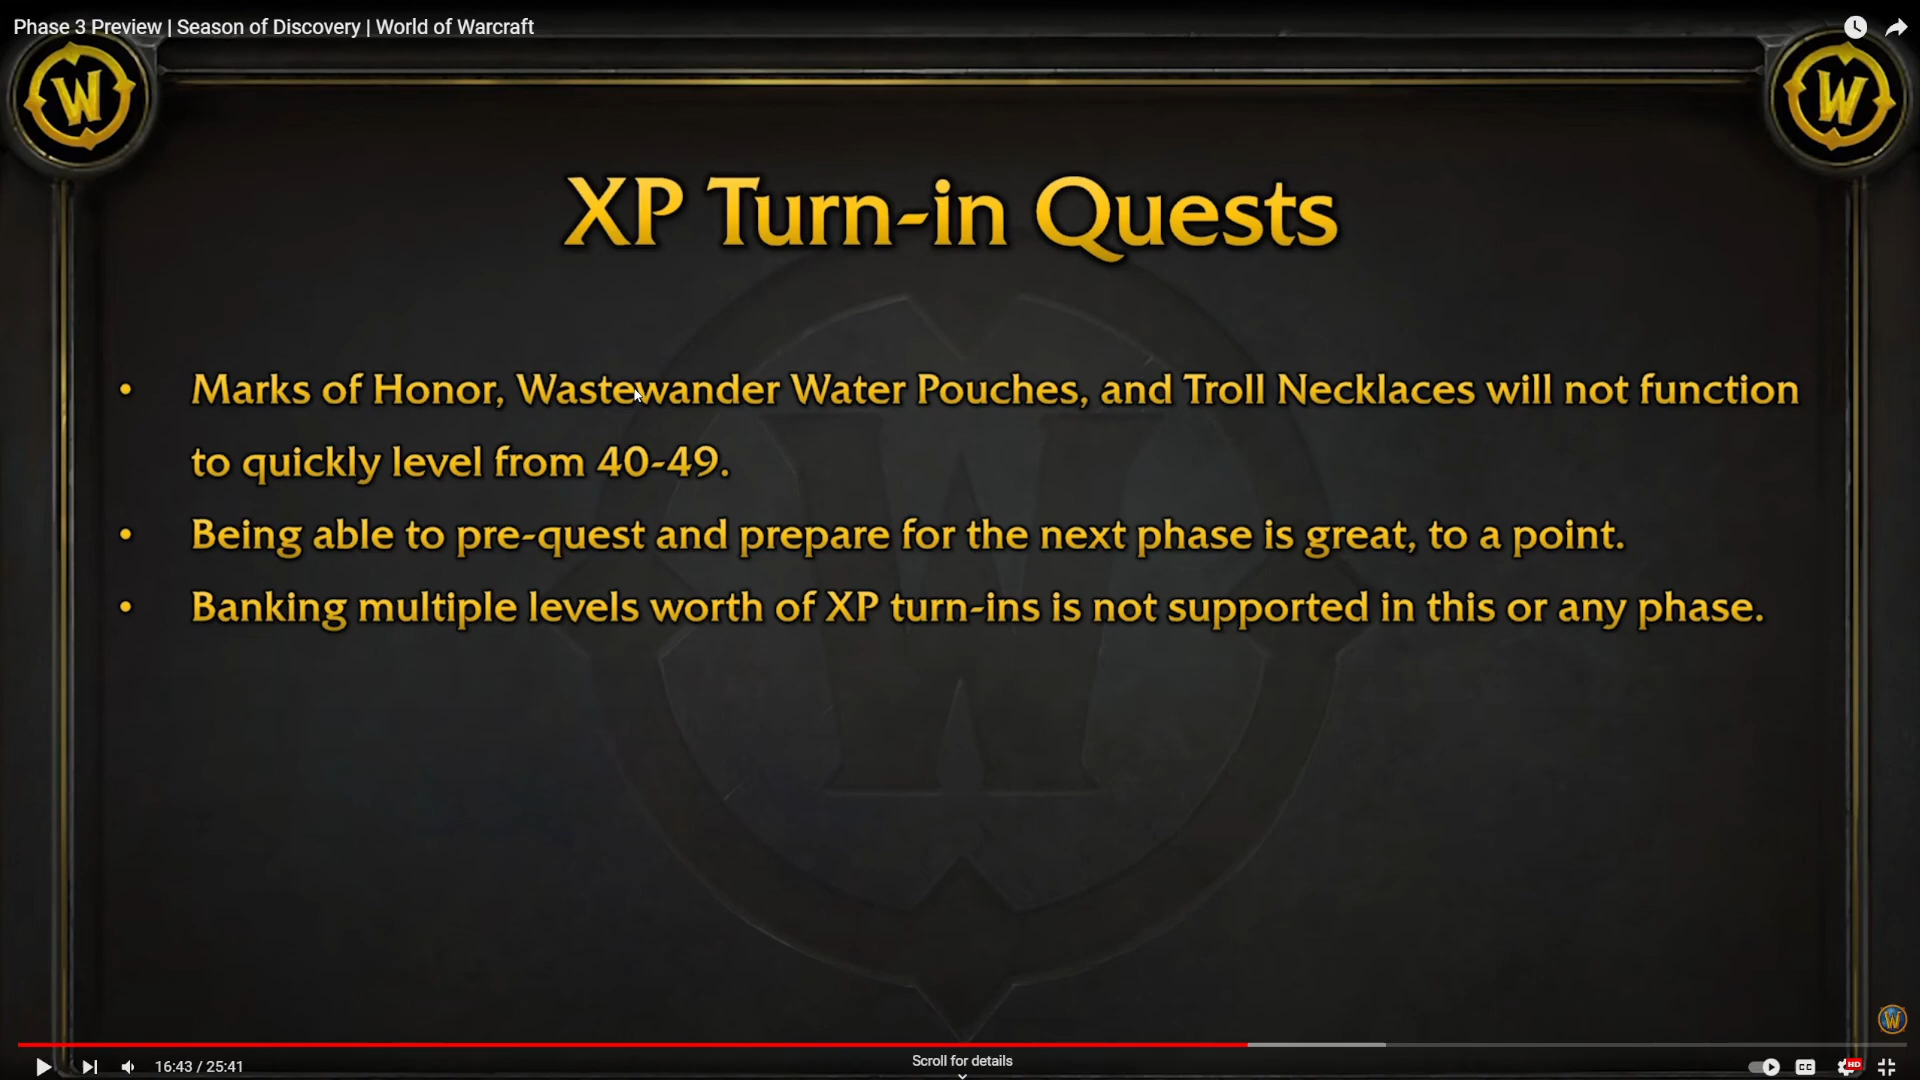 Phase 3 Preview | Season of Discovery | World of Warcraft
W W
XP Turn-in Quests
• Marks of Honor, Wastewander Water Pouches, and Troll Necklaces will not function
to quickly level from 40-49.
• Being able to pre-quest and prepare for the next phase is great, to a point.
• Banking multiple levels worth of XP turn-ins is not supported in this or any phase.
W
W
16:43 / 25:41
Scroll for details
CC
HD